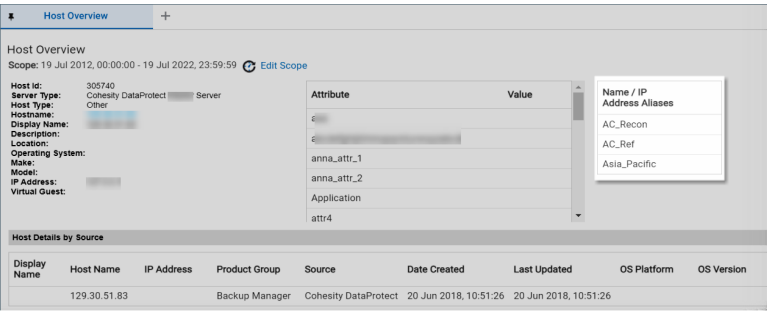 Host Overview
+
Host Overview
Scope: 19 Jul 2012, 00:00:00 - 19 Jul 2022, 23:59:59 Edit Scope
Host Id: 305740
Server Type: Cohesity DataProtect Server
Host Type: Other
Hostname:
Display Name:
Description:
Location:
Operating System:
Make:
Model:
IP Address:
Virtual Guest:
Attribute Value
anna_attr_1
anna_attr_2
Application
attr4
Name / IP
Address Aliases
AC_Recon
AC_Ref
Asia_Pacific
Host Details by Source
Display
Name Host Name IP Address Product Group Source Date Created Last Updated OS Platform OS Version
129.30.51.83 Backup Manager Cohesity DataProtect 20 Jun 2018, 10:51:26 20 Jun 2018, 10:51:26